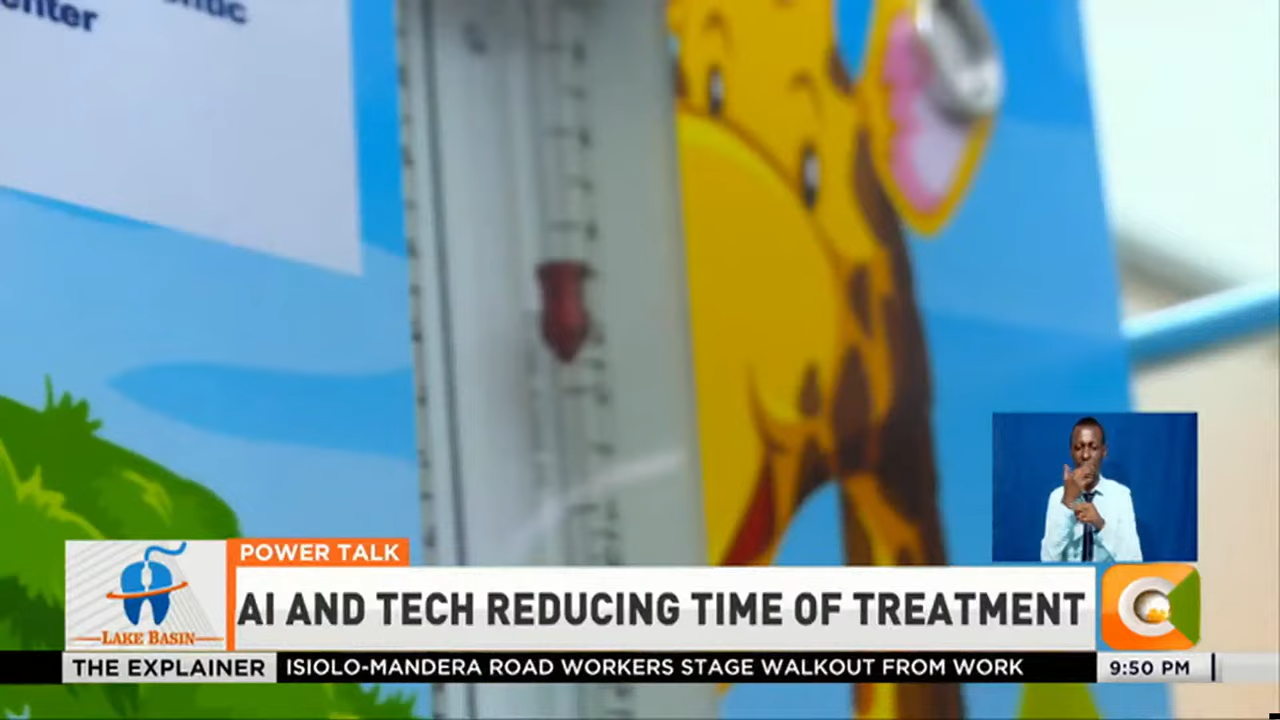 POWER TALK
AI AND TECH REDUCING TIME OF TREATMENT
LAKE BASIN
THE EXPLAINER
ISIOLO-MANDERA ROAD WORKERS STAGE WALKOUT FROM WORK
9:50 PM